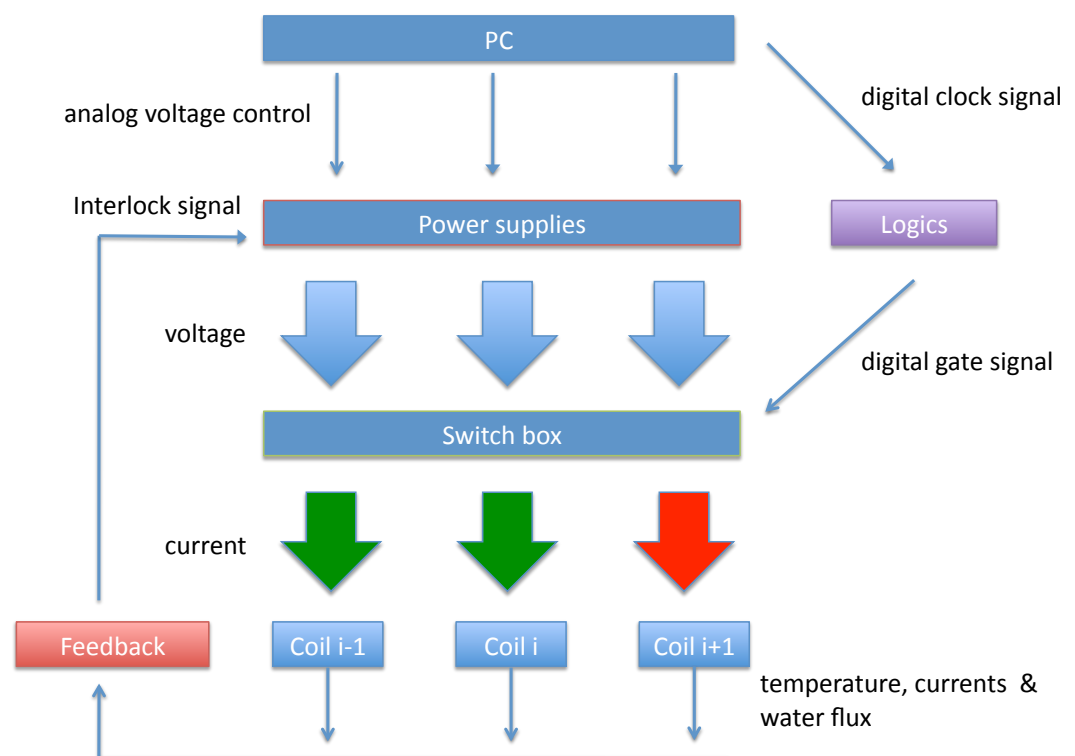 PC
analog voltage control
digital clock signal
Interlock signal
Power supplies
Logics
voltage
digital gate signal
Switch box
current
Feedback
Coil i-1
Coil i
Coil i+1
temperature, currents &
water flux